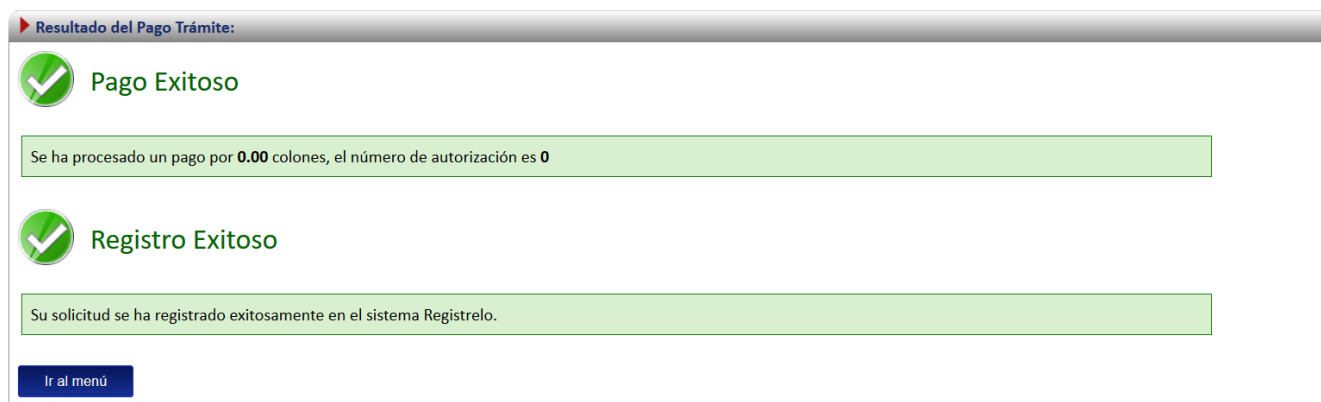 Resultado del Pago Trámite:
Pago Exitoso
Se ha procesado un pago por 0.00 colones, el número de autorización es 0
Registro Exitoso
Su solicitud se ha registrado exitosamente en el sistema Registrelo.
Ir al menú